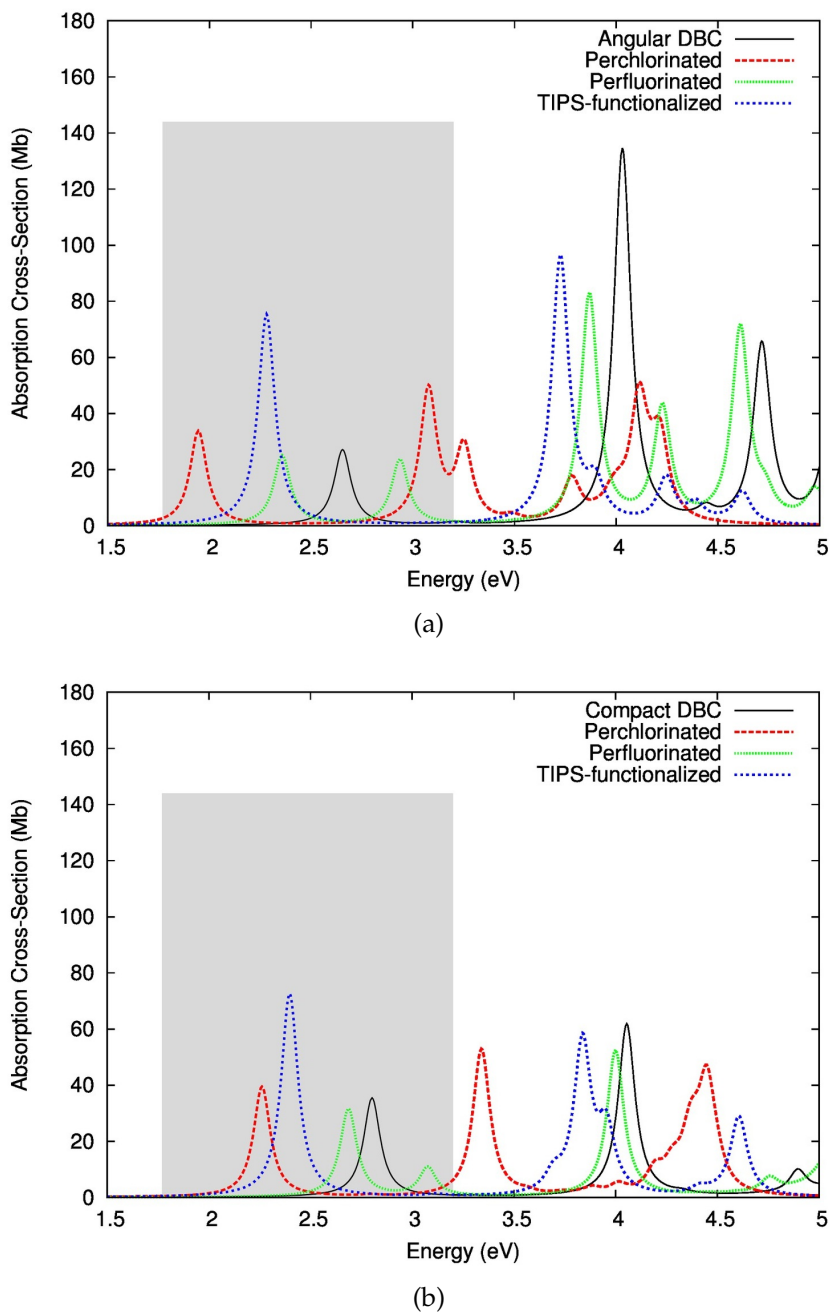 180
160
140
120
100
80
60
40
20
0
Absorption Cross-Section (Mb)
Angular DBC
Perchlorinated
Perfluorinated
TIPS-functionalized
1.5 2 2.5 3 3.5 4 4.5 5
Energy (eV)
(a)
180
160
140
120
100
80
60
40
20
0
Absorption Cross-Section (Mb)
Compact DBC
Perchlorinated
Perfluorinated
TIPS-functionalized
1.5 2 2.5 3 3.5 4 4.5 5
Energy (eV)
(b)